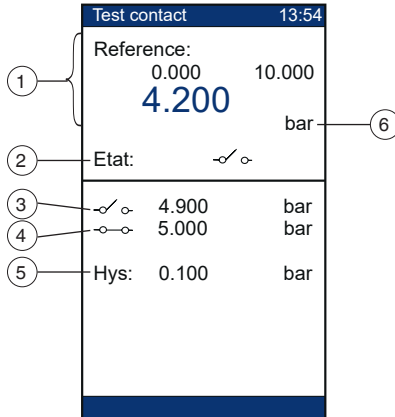 Test contact 13:54
Reference:
0.000 10.000
4.200
1
bar 6
2 Etat:
3 4.900 bar
4 5.000 bar
5 Hys: 0.100 bar